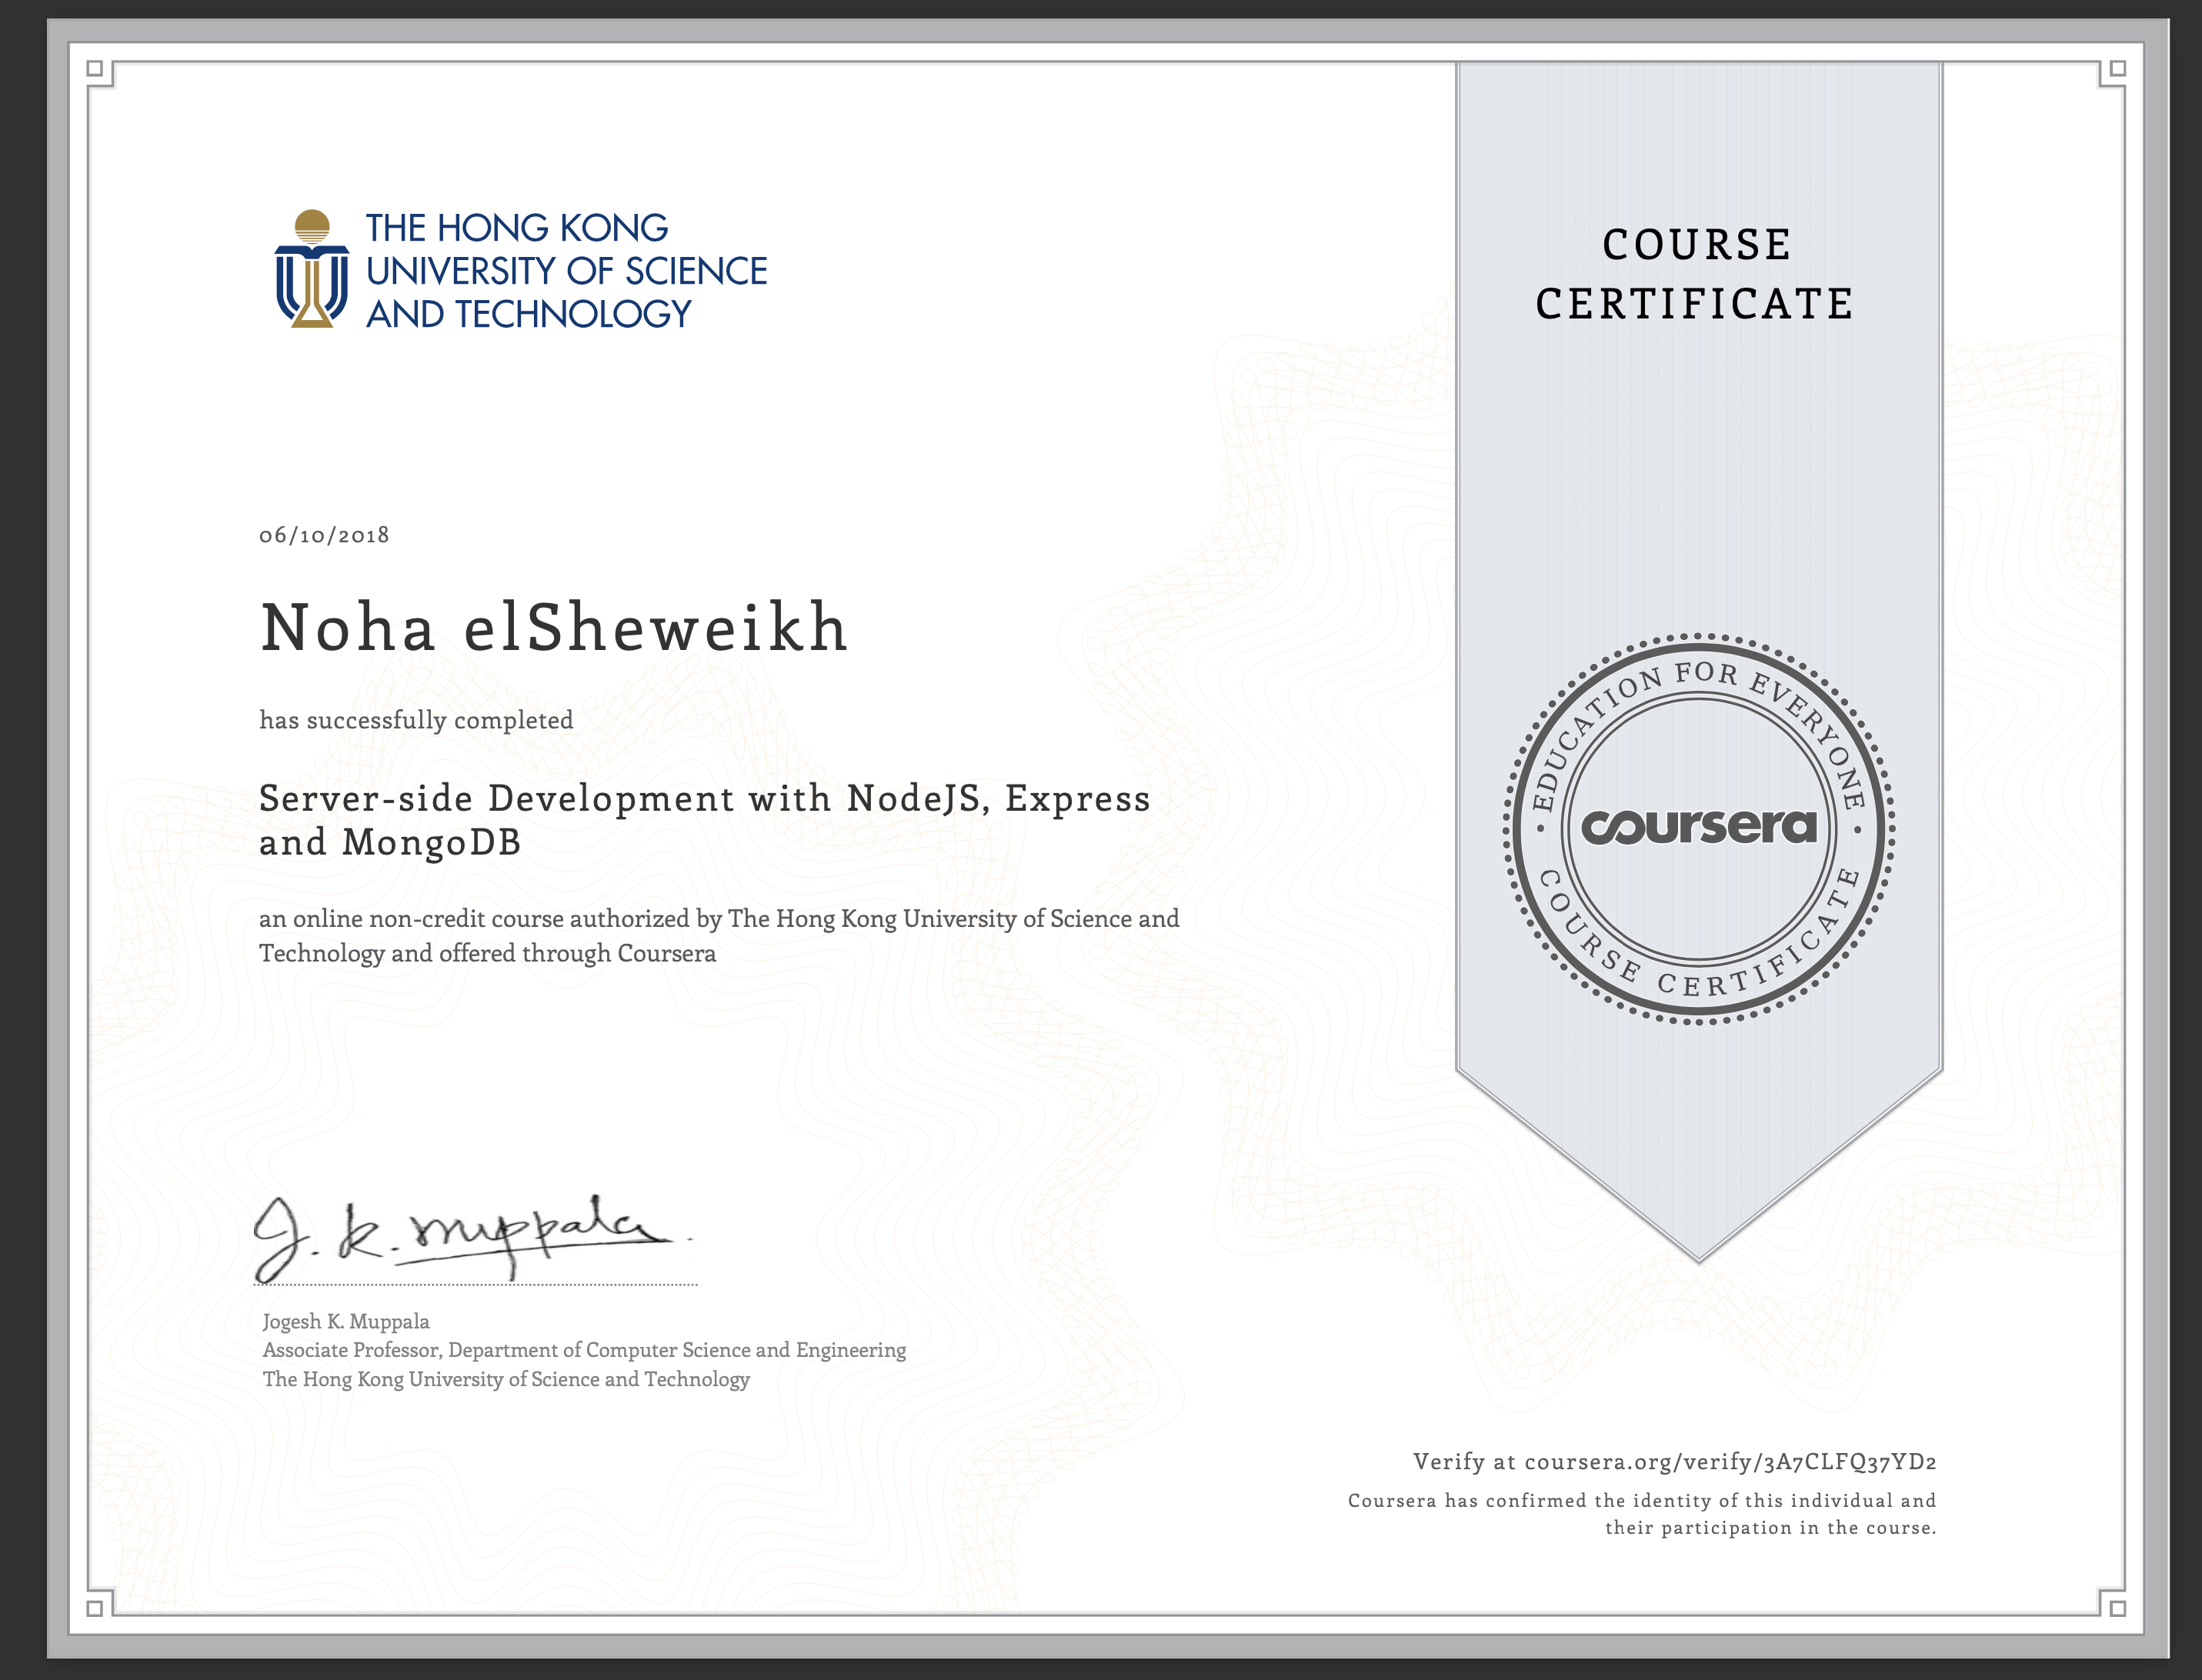 THE HONG KONG
UNIVERSITY OF SCIENCE
AND TECHNOLOGY
COURSE
CERTIFICATE
06/10/2018
Noha elSheweikh
has successfully completed
Server-side Development with NodeJS, Express
and MongoDB
an online non-credit course authorized by The Hong Kong University of Science and
Technology and offered through Coursera
EDUCATION FOR EVERYONE
coursera
COURSE CERTIFICATE
J. K. Muppala
Jogesh K. Muppala
Associate Professor, Department of Computer Science and Engineering
The Hong Kong University of Science and Technology
Verify at coursera.org/verify/3A7CLFQ37YD2
Coursera has confirmed the identity of this individual and
their participation in the course.